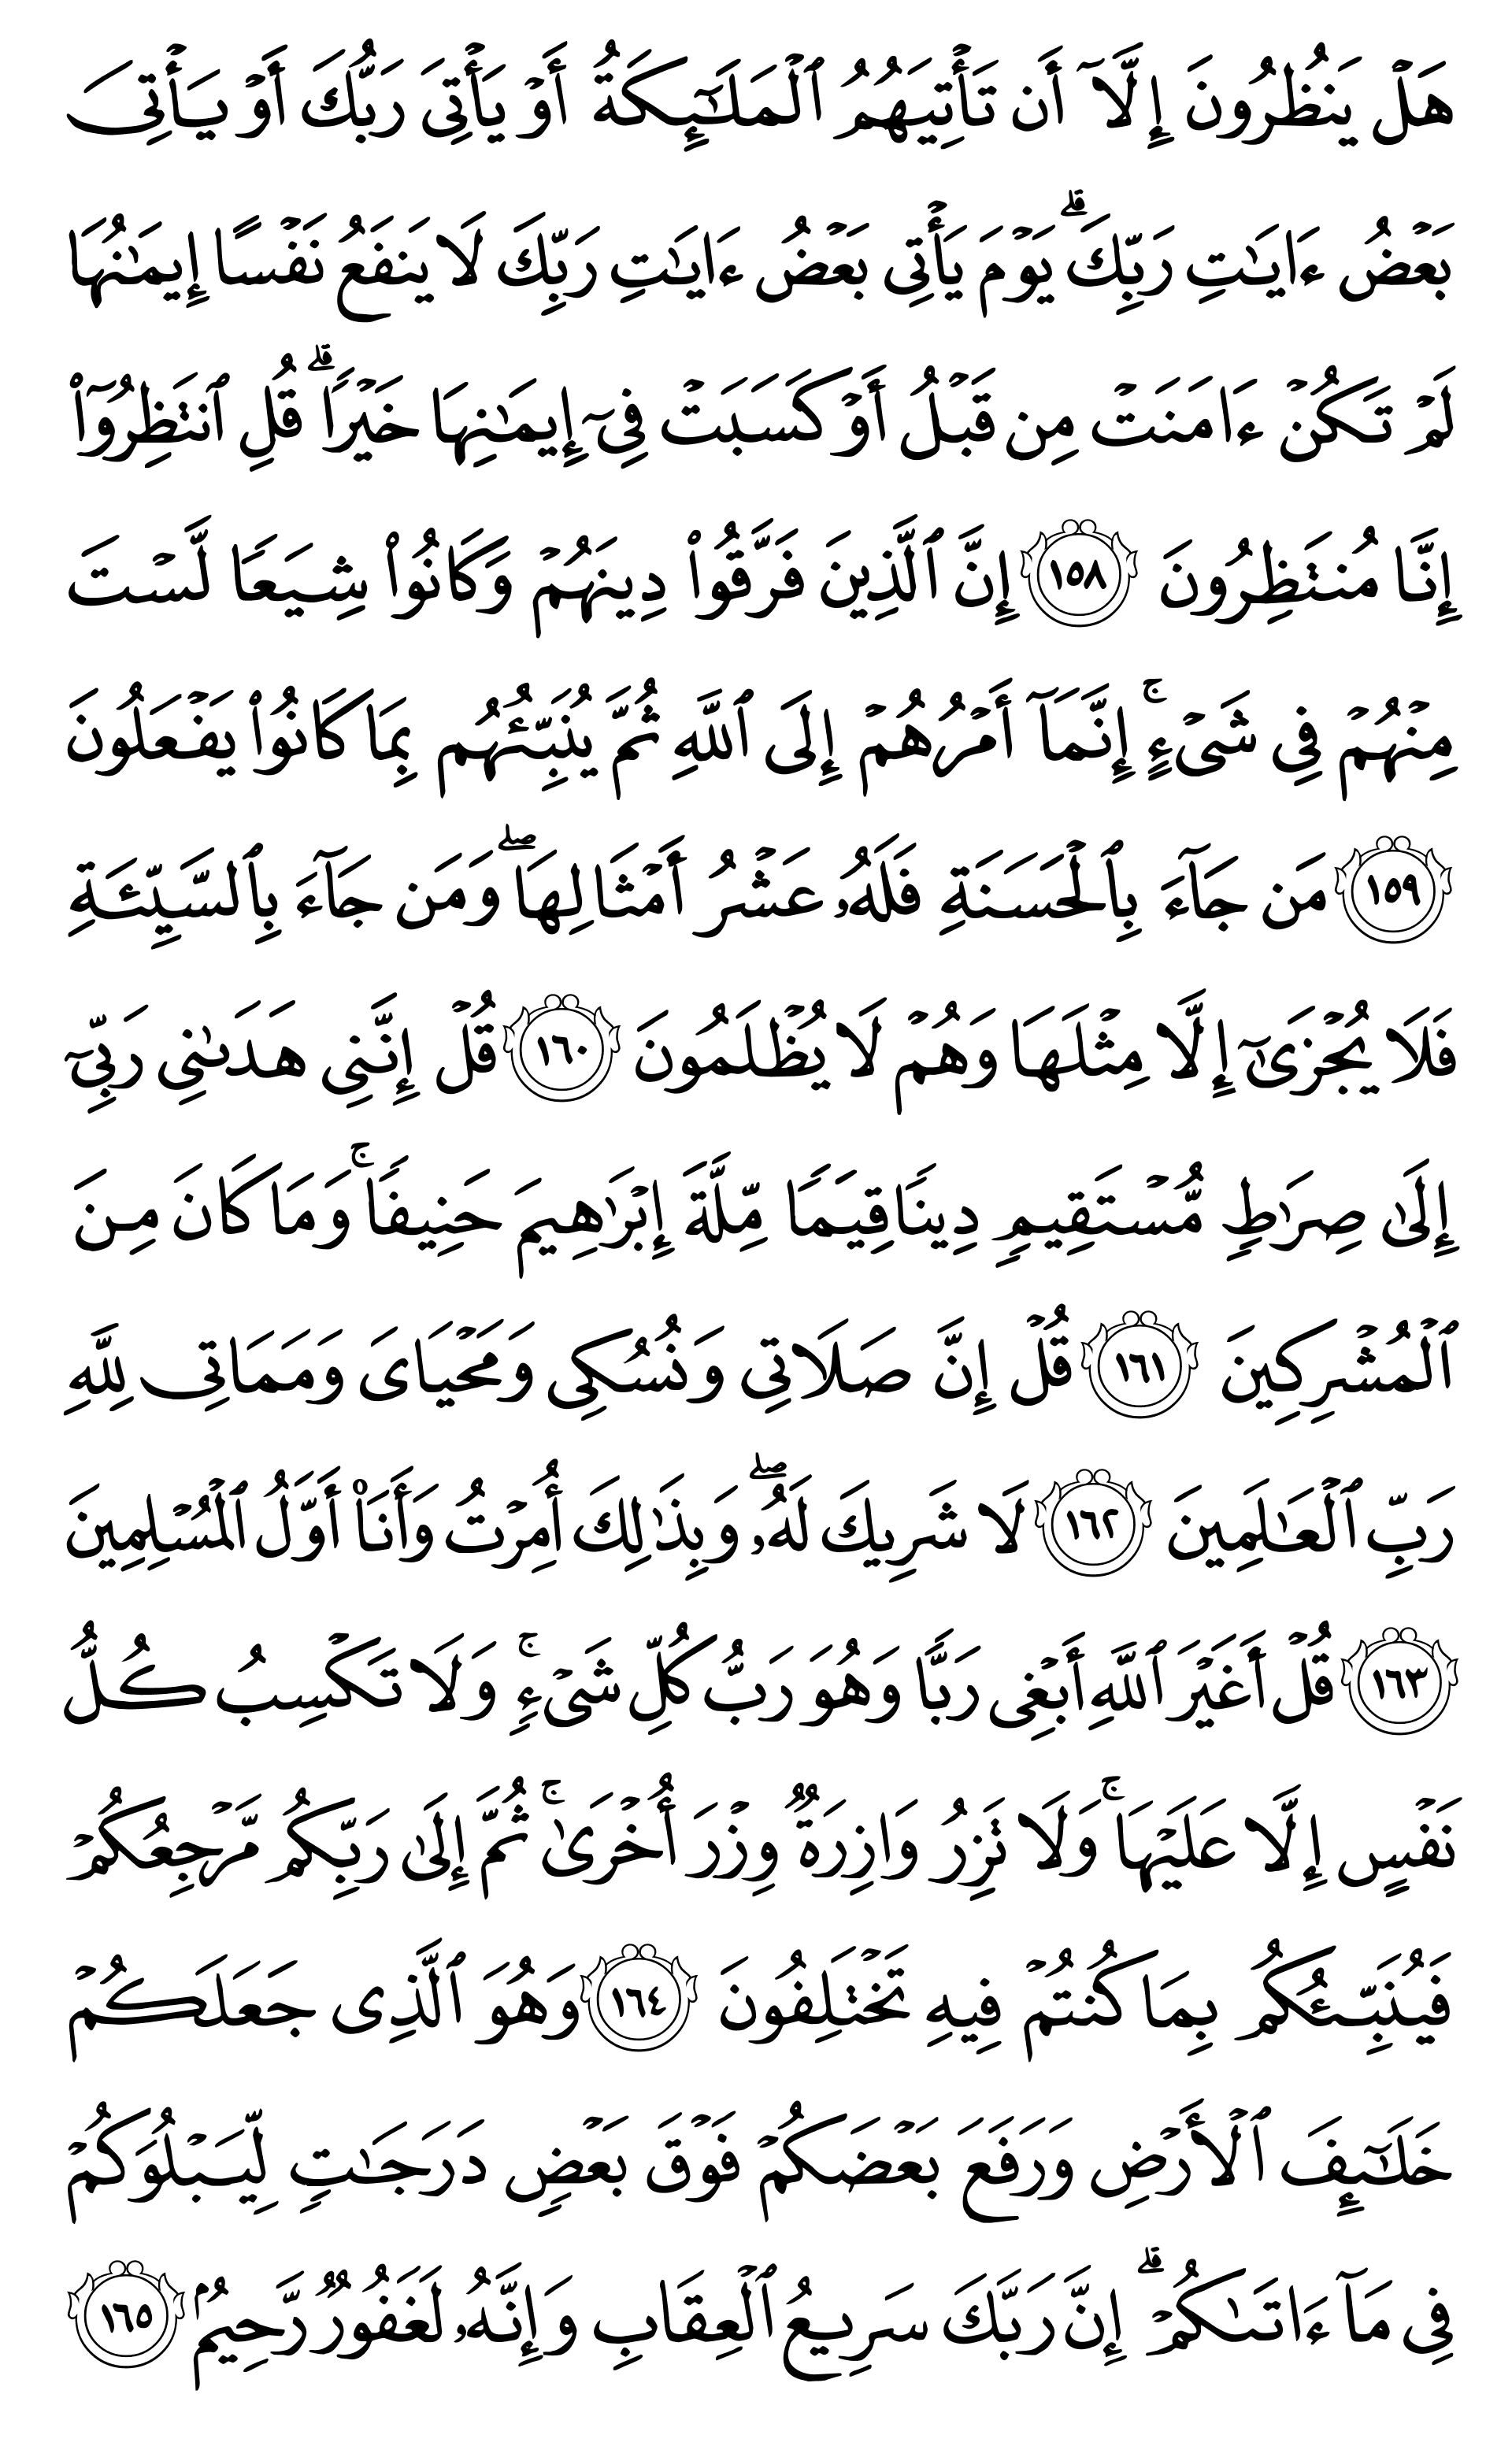 هَلۡ يَنظُرُونَ إِلَّآ أَن تَأۡتِيَهُمُ ٱلۡمَلَٰٓئِكَةُ أَوۡ يَأۡتِيَ رَبُّكَ أَوۡ يَأۡتِيَ
بَعۡضُ ءَايَٰتِ رَبِّكَۗ يَوۡمَ يَأۡتِي بَعۡضُ ءَايَٰتِ رَبِّكَ لَا يَنفَعُ نَفۡسًا إِيمَٰنُهَا
لَمۡ تَكُنۡ ءَامَنَتۡ مِن قَبۡلُ أَوۡ كَسَبَتۡ فِيٓ إِيمَٰنِهَا خَيۡرٗاۗ قُلِ ٱنتَظِرُوٓاْ
إِنَّا مُنتَظِرُونَ ١٥٨ إِنَّ ٱلَّذِينَ فَرَّقُواْ دِينَهُمۡ وَكَانُواْ شِيَعٗا لَّسۡتَ
مِنۡهُمۡ فِي شَيۡءٍۚ إِنَّمَآ أَمۡرُهُمۡ إِلَى ٱللَّهِ ثُمَّ يُنَبِّئُهُم بِمَا كَانُواْ يَفۡعَلُونَ
١٥٩ مَن جَآءَ بِٱلۡحَسَنَةِ فَلَهُۥ عَشۡرُ أَمۡثَالِهَاۖ وَمَن جَآءَ بِٱلسَّيِّئَةِ
فَلَا يُجۡزَىٰٓ إِلَّا مِثۡلَهَا وَهُمۡ لَا يُظۡلَمُونَ ١٦٠ قُلۡ إِنَّنِي هَدَىٰنِي رَبِّيٓ
إِلَىٰ صِرَٰطٖ مُّسۡتَقِيمٖ دِينٗا قِيَمٗا مِّلَّةَ إِبۡرَٰهِيمَ حَنِيفٗاۚ وَمَا كَانَ مِنَ
ٱلۡمُشۡرِكِينَ ١٦١ قُلۡ إِنَّ صَلَاتِي وَنُسُكِي وَمَحۡيَايَ وَمَمَاتِي لِلَّهِ
رَبِّ ٱلۡعَٰلَمِينَ ١٦٢ لَا شَرِيكَ لَهُۥۖ وَبِذَٰلِكَ أُمِرۡتُ وَأَنَا۠ أَوَّلُ ٱلۡمُسۡلِمِينَ
١٦٣ قُلۡ أَغَيۡرَ ٱللَّهِ أَبۡغِي رَبّٗا وَهُوَ رَبُّ كُلِّ شَيۡءٖۚ وَلَا تَكۡسِبُ كُلُّ
نَفۡسٍ إِلَّا عَلَيۡهَاۚ وَلَا تَزِرُ وَازِرَةٞ وِزۡرَ أُخۡرَىٰۚ ثُمَّ إِلَىٰ رَبِّكُم مَّرۡجِعُكُمۡ
فَيُنَبِّئُكُم بِمَا كُنتُمۡ فِيهِ تَخۡتَلِفُونَ ١٦٤ وَهُوَ ٱلَّذِي جَعَلَكُمۡ
خَلَٰٓئِفَ ٱلۡأَرۡضِ وَرَفَعَ بَعۡضَكُمۡ فَوۡقَ بَعۡضٖ دَرَجَٰتٖ لِّيَبۡلُوَكُمۡ
فِي مَآ ءَاتَىٰكُمۡۗ إِنَّ رَبَّكَ سَرِيعُ ٱلۡعِقَابِ وَإِنَّهُۥ لَغَفُورٞ رَّحِيمُۢ ١٦٥